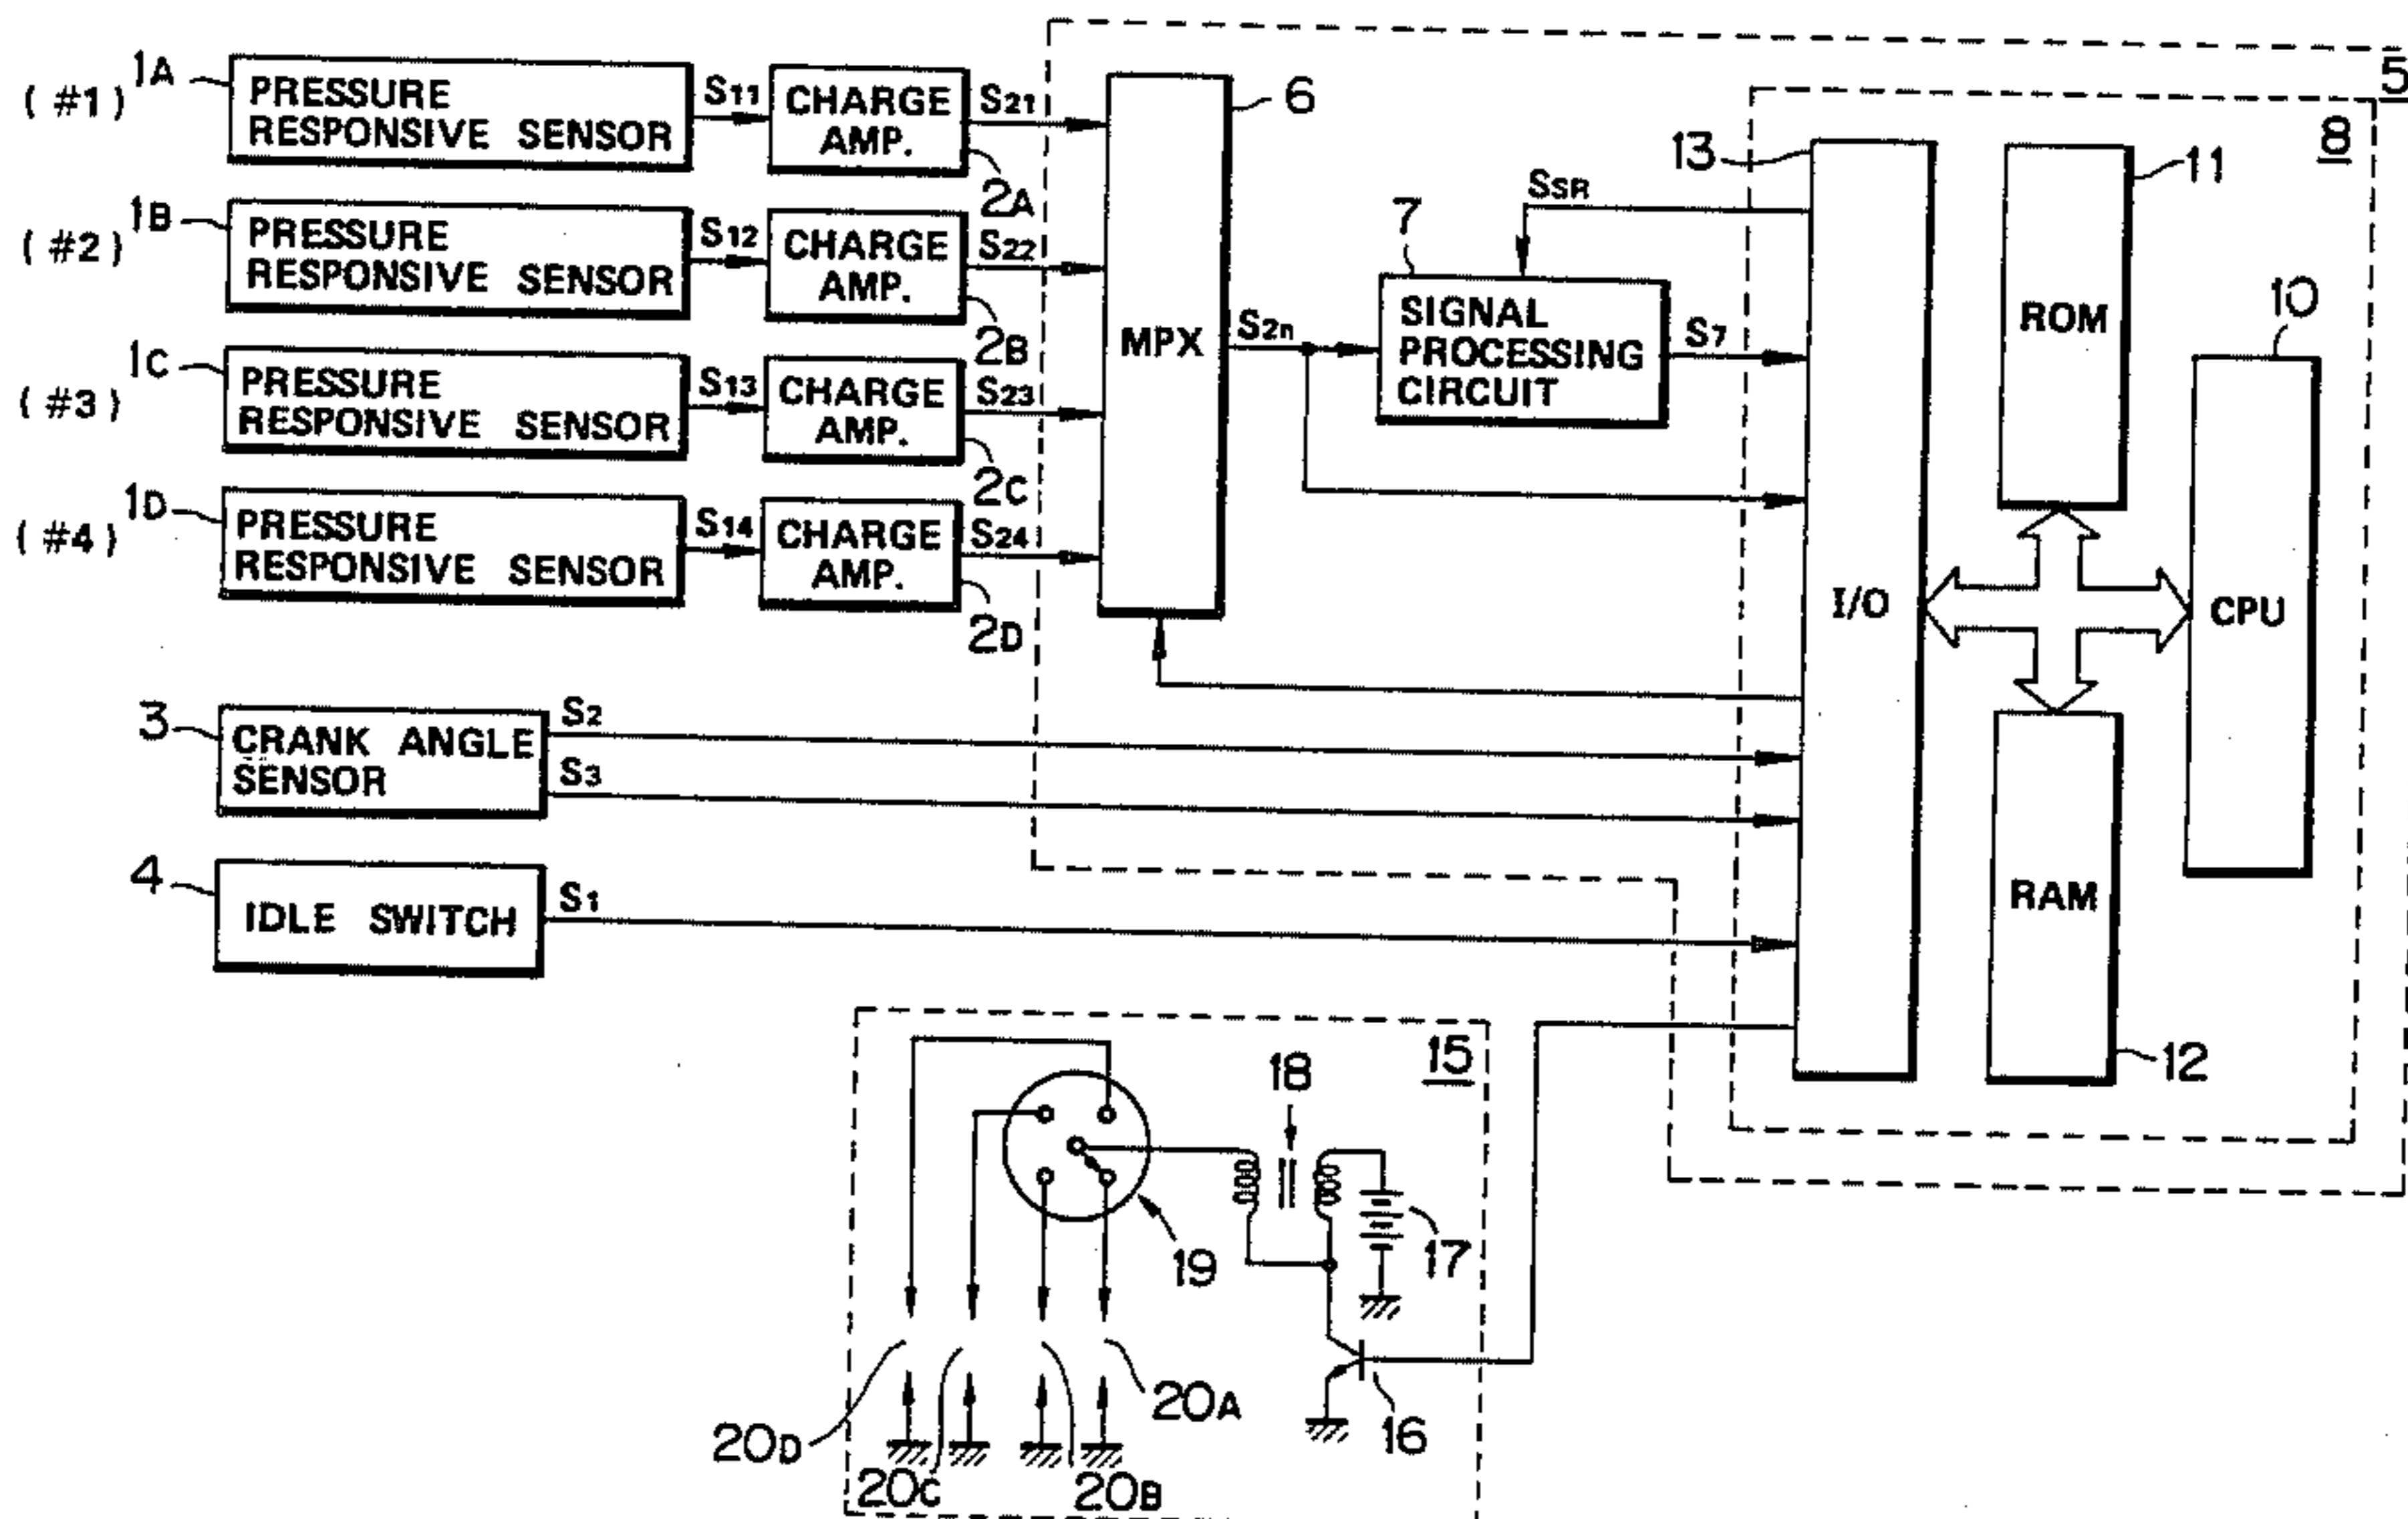 (#1) 1A
PRESSURE
RESPONSIVE SENSOR
S11
CHARGE
AMP.
2A
S21
(#2) 1B
PRESSURE
RESPONSIVE SENSOR
S12
CHARGE
AMP.
2B
S22
(#3) 1C
PRESSURE
RESPONSIVE SENSOR
S13
CHARGE
AMP.
2C
S23
(#4) 1D
PRESSURE
RESPONSIVE SENSOR
S14
CHARGE
AMP.
2D
S24
6
MPX
S2n
7
SIGNAL
PROCESSING
CIRCUIT
SSR
S7
5
8
13
I/O
11
ROM
10
CPU
RAM
12
3
CRANK ANGLE
SENSOR
S2
S3
4
IDLE SWITCH
S1
15
18
17
19
16
20A
20D
20C
20B